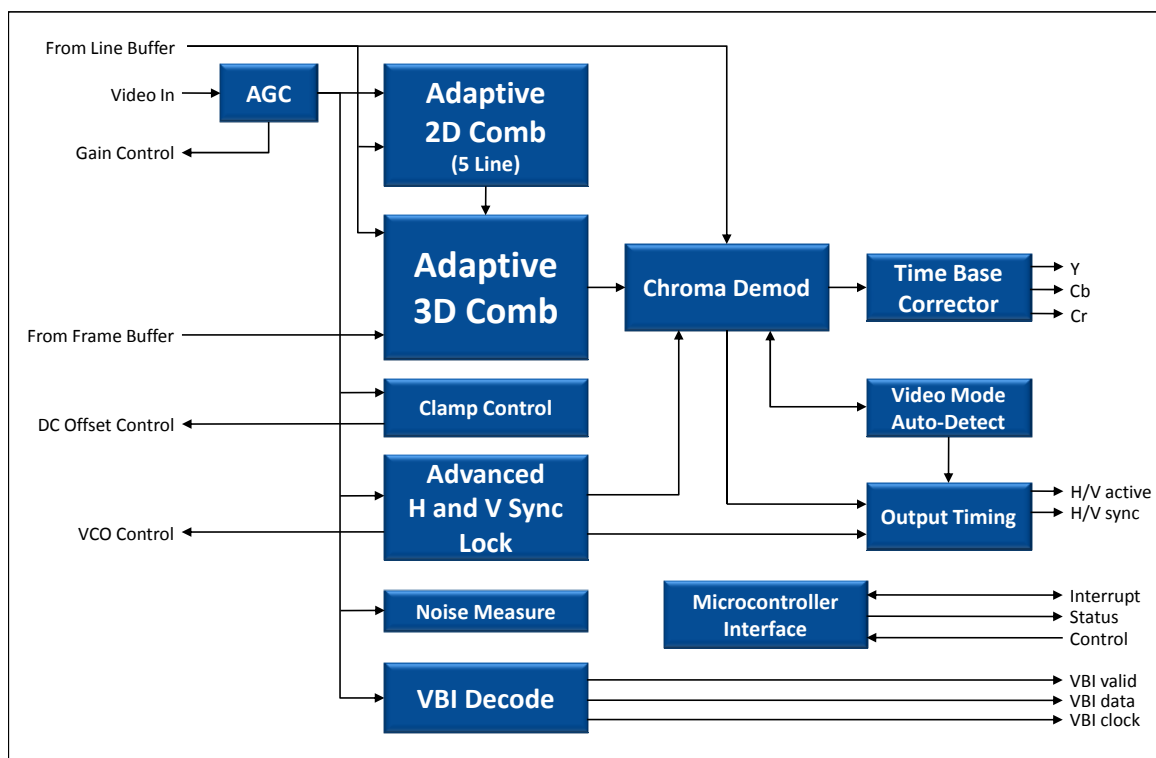 From Line Buffer
Video In
AGC
Gain Control
Adaptive
2D Comb
(5 Line)
Adaptive
3D Comb
From Frame Buffer
Chroma Demod
Time Base
Corrector
Y
Cb
Cr
Clamp Control
DC Offset Control
Video Mode
Auto-Detect
Advanced
H and V Sync
Lock
VCO Control
Output Timing
H/V active
H/V sync
Noise Measure
Microcontroller
Interface
Interrupt
Status
Control
VBI Decode
VBI valid
VBI data
VBI clock